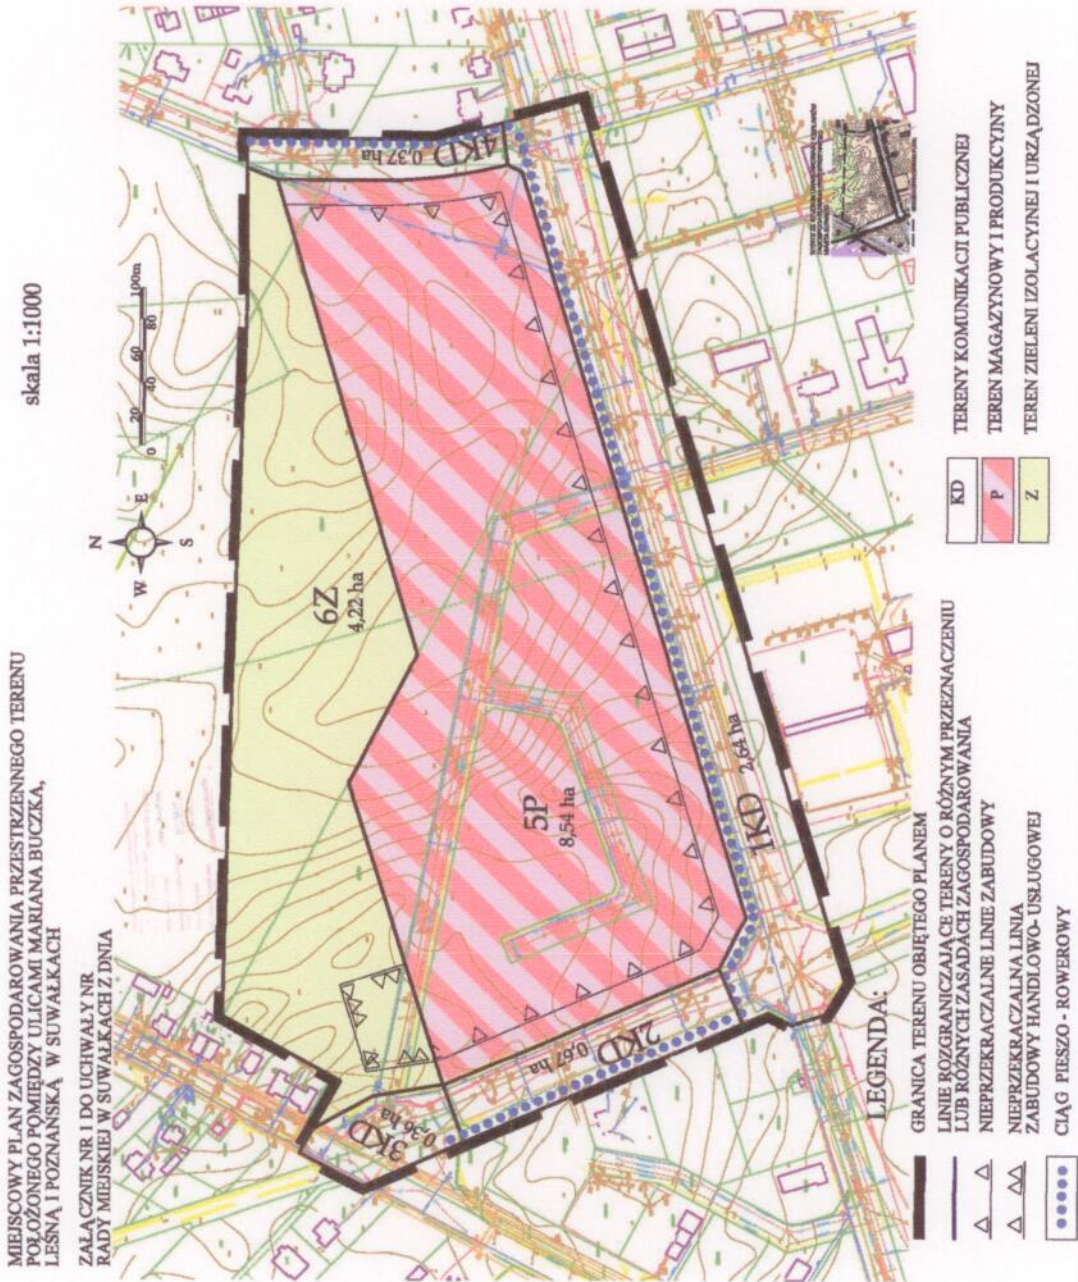 MIEJSCOWY PLAN ZAGOSPODAROWANIA PRZESTRZENNEGO TERENU
POŁOŻONEGO POMIĘDZY ULICAMI MARIANA BUCZKA,
LEŚNĄ I POZNAŃSKĄ W SUWAŁKACH
ZAŁĄCZNIK NR 1 DO UCHWAŁY NR
RADY MIEJSKIEJ W SUWAŁKACH Z DNIA
skala 1:1000
N
W
E
S
0 20 40 60 80 100m
6Z
4,22 ha
5P
8,54 ha
4KD
0,37 ha
3KD
0,36 ha
2KD
0,67 ha
1KD 2,64 ha
LEGENDA:
GRANICA TERENU OBJĘTEGO PLANEM
LINIE ROZGRANICZAJĄCE TERENY O RÓŻNYM PRZEZNACZENIU
LUB RÓŻNYCH ZASADACH ZAGOSPODAROWANIA
NIEPRZEKRACZALNE LINIE ZABUDOWY
NIEPRZEKRACZALNA LINIA
ZABUDOWY HANDLOWO- USŁUGOWEJ
CIĄG PIESZO - ROWEROWY
KD
TERENY KOMUNIKACJI PUBLICZNEJ
P
TEREN MAGAZYNOWY I PRODUKCYJNY
Z
TEREN ZIELENI IZOLACYJNEJ I URZĄDZONEJ